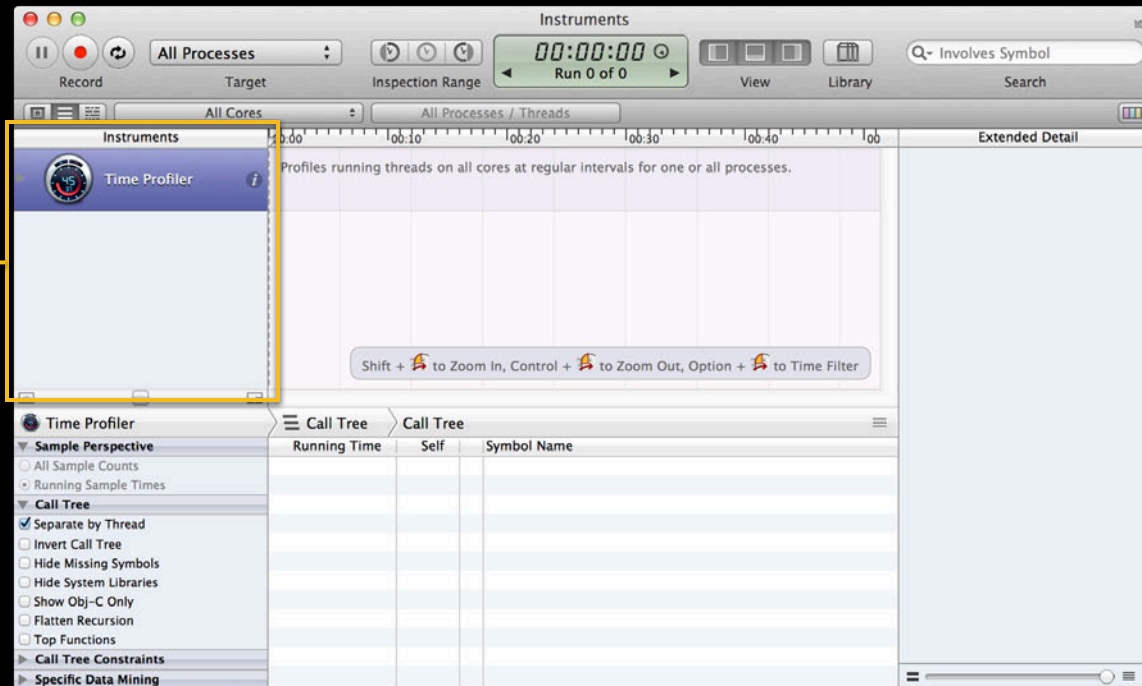 Instruments
All Processes
00:00:00
Run 0 of 0
Involves Symbol
Record Target Inspection Range View Library Search
All Cores All Processes / Threads
Instruments 00:10 00:20 00:30 00:40 00 Extended Detail
45
Time Profiler
Profiles running threads on all cores at regular intervals for one or all processes.
Shift + to Zoom In, Control + to Zoom Out, Option + to Time Filter
Time Profiler Call Tree Call Tree
Sample Perspective Running Time Self Symbol Name
All Sample Counts
Running Sample Times
Call Tree
Separate by Thread
Invert Call Tree
Hide Missing Symbols
Hide System Libraries
Show Obj-C Only
Flatten Recursion
Top Functions
Call Tree Constraints
Specific Data Mining